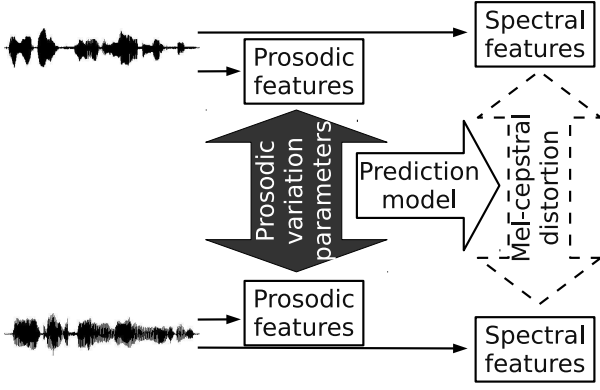 Spectral
features
Prosodic
features
Prosodic
variation
parameters
Prediction
model
Mel-cepstral
distortion
Prosodic
features
Spectral
features